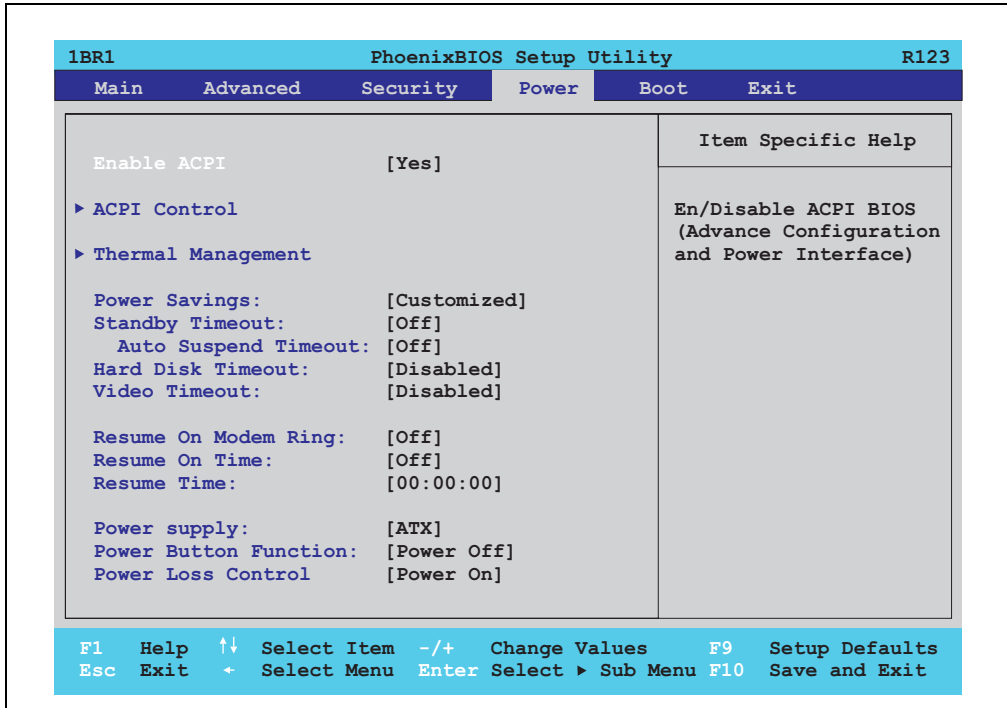 1BR1 PhoenixBIOS Setup Utility R123
Main Advanced Security Power Boot Exit
Item Specific Help
Enable ACPI [Yes]
▶ ACPI Control En/Disable ACPI BIOS
(Advance Configuration
▶ Thermal Management and Power Interface)
Power Savings: [Customized]
Standby Timeout: [Off]
Auto Suspend Timeout: [Off]
Hard Disk Timeout: [Disabled]
Video Timeout: [Disabled]
Resume On Modem Ring: [Off]
Resume On Time: [Off]
Resume Time: [00:00:00]
Power supply: [ATX]
Power Button Function: [Power Off]
Power Loss Control [Power On]
F1 Help ↑↓ Select Item -/+ Change Values F9 Setup Defaults
Esc Exit ← Select Menu Enter Select ▶ Sub Menu F10 Save and Exit